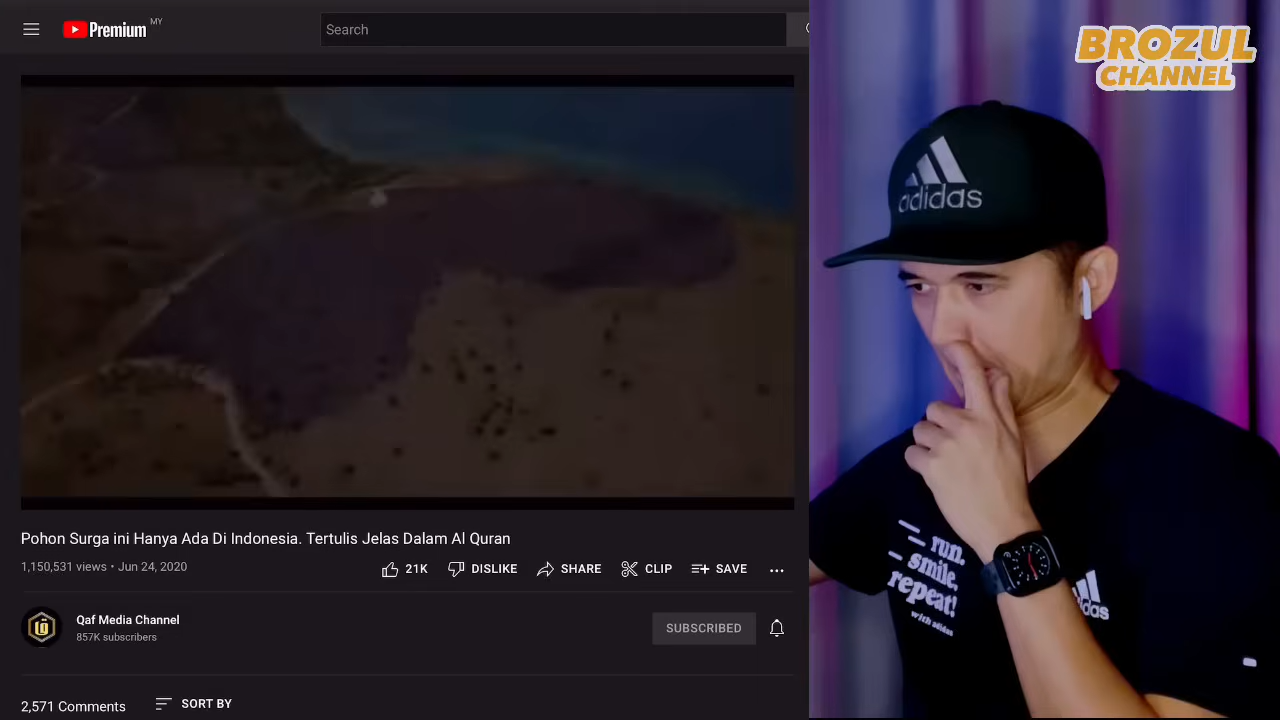 Premium
MY
Search
BROZUL
CHANNEL
adidas
Pohon Surga ini Hanya Ada Di Indonesia. Tertulis Jelas Dalam Al Quran
1,150,531 views • Jun 24, 2020
21K
DISLIKE
SHARE
CLIP
SAVE
Qaf Media Channel
857K subscribers
SUBSCRIBED
2,571 Comments
SORT BY
run.
smile,
repeat!
with adidas
adidas